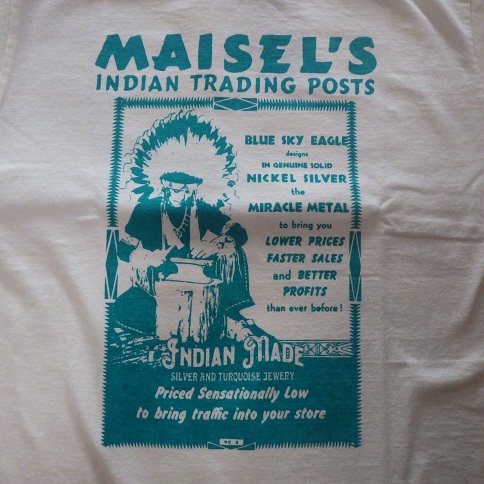 MAISEL'S
INDIAN TRADING POSTS
BLUE SKY EAGLE
designs
IN GENUINE SOLID
NICKEL SILVER
the
MIRACLE METAL
to bring you
LOWER PRICES
FASTER SALES
and BETTER
PROFITS
than ever before!
INDIAN MADE
SILVER AND TURQUOISE JEWERY
Priced Sensationally Low
to bring traffic into your store